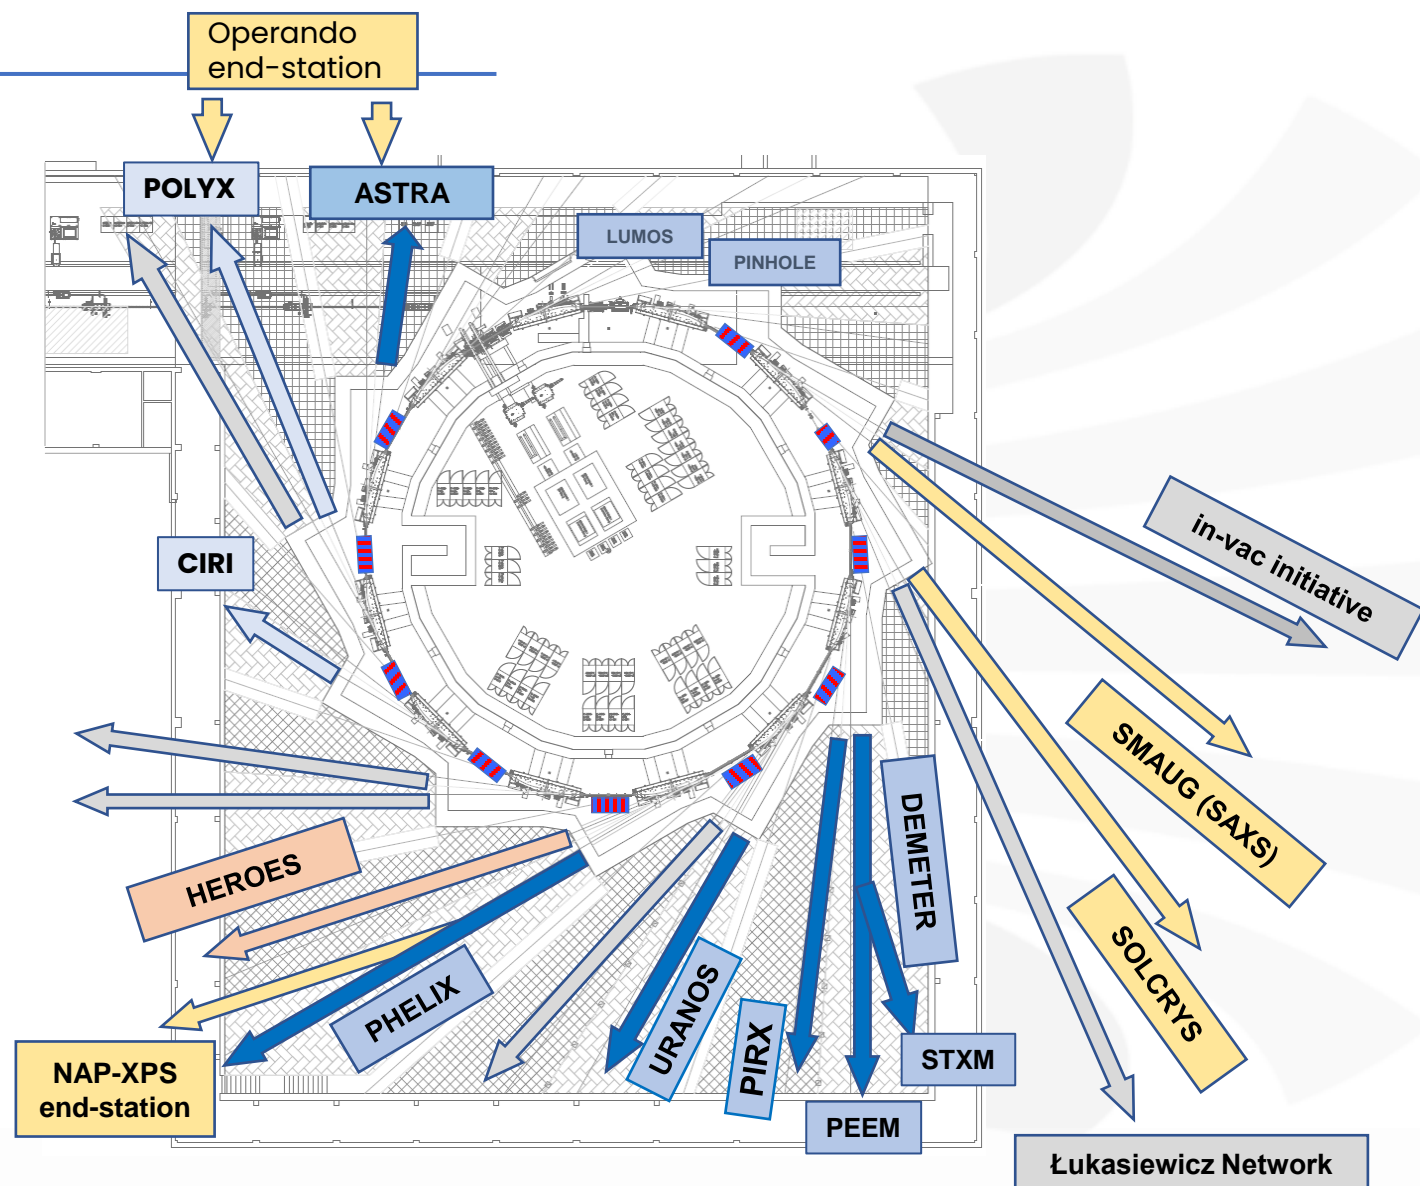 Operando
end-station
POLYX
ASTRA
LUMOS
PINHOLE
in-vac initiative
CIRI
SMAUG (SAXS)
DEMETER
HEROES
SOLCRYS
PHELIX
URANOS
PIRX
STXM
NAP-XPS
end-station
PEEM
Łukasiewicz Network